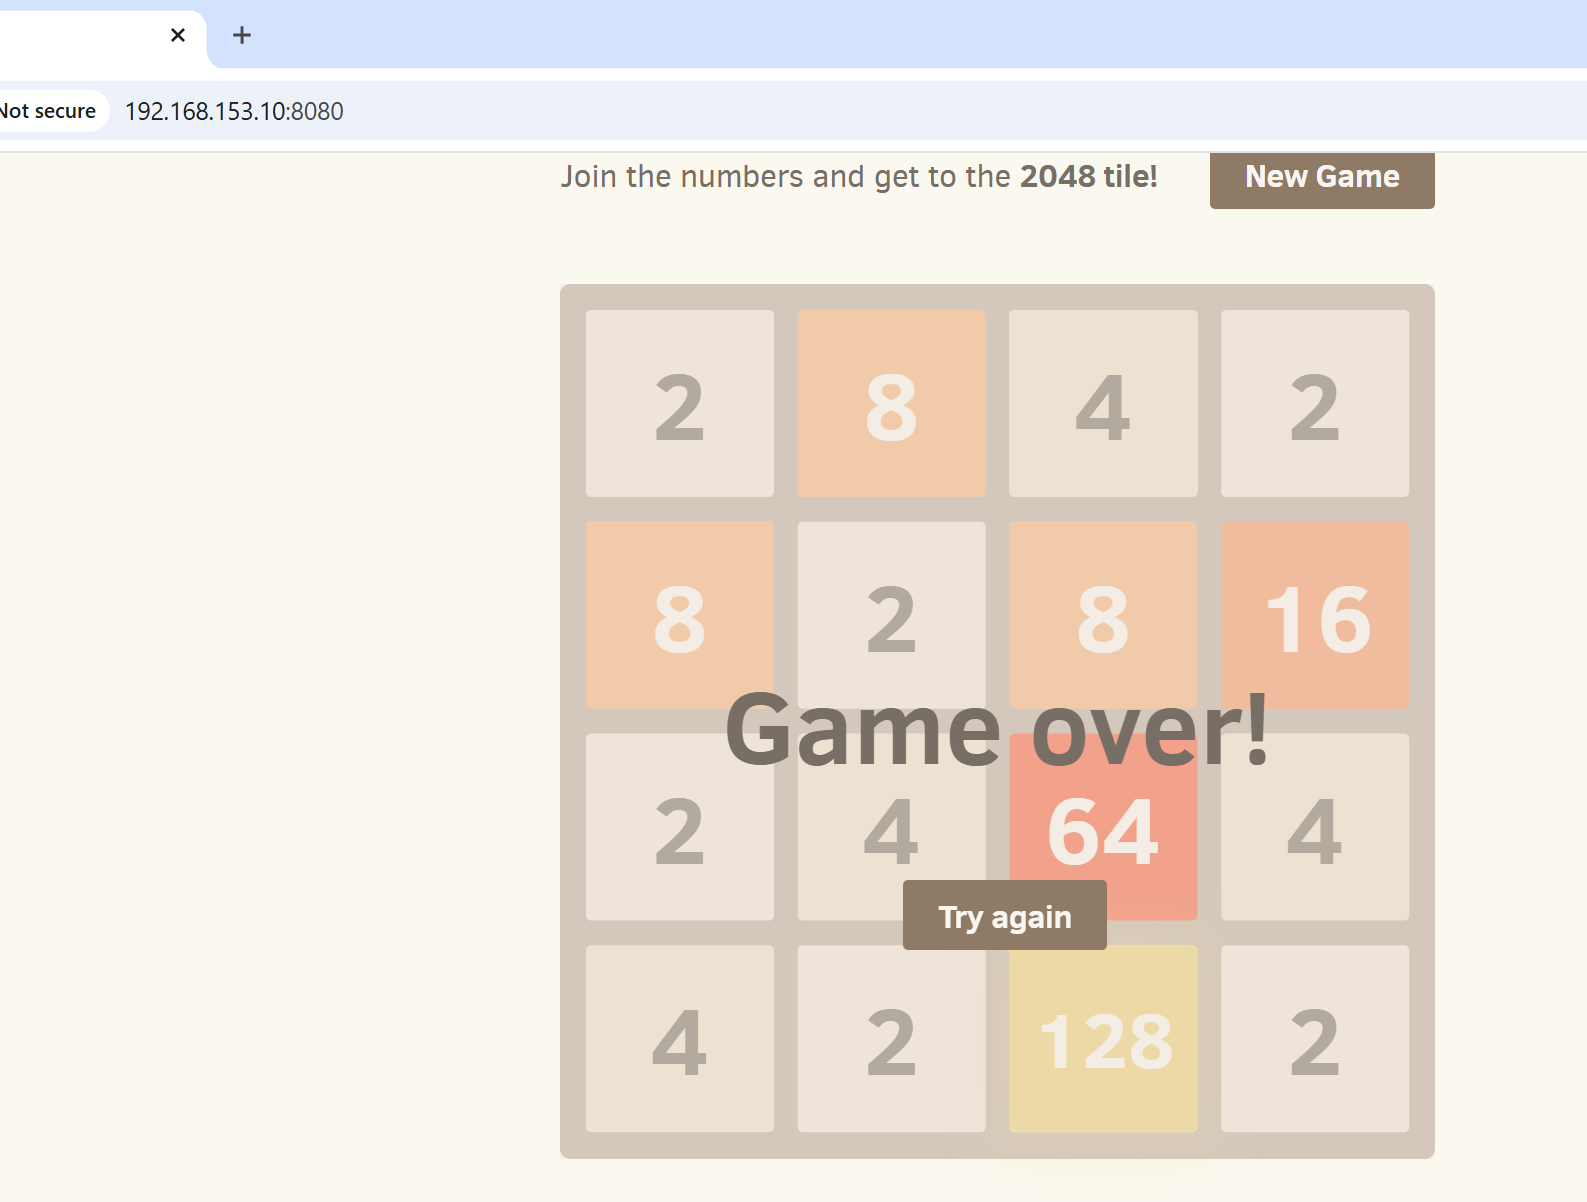 Not secure 192.168.153.10:8080
Join the numbers and get to the 2048 tile! New Game
2 8 4 2
8 2 8 16
Game over!
2 4 64 4
Try again
4 2 128 2